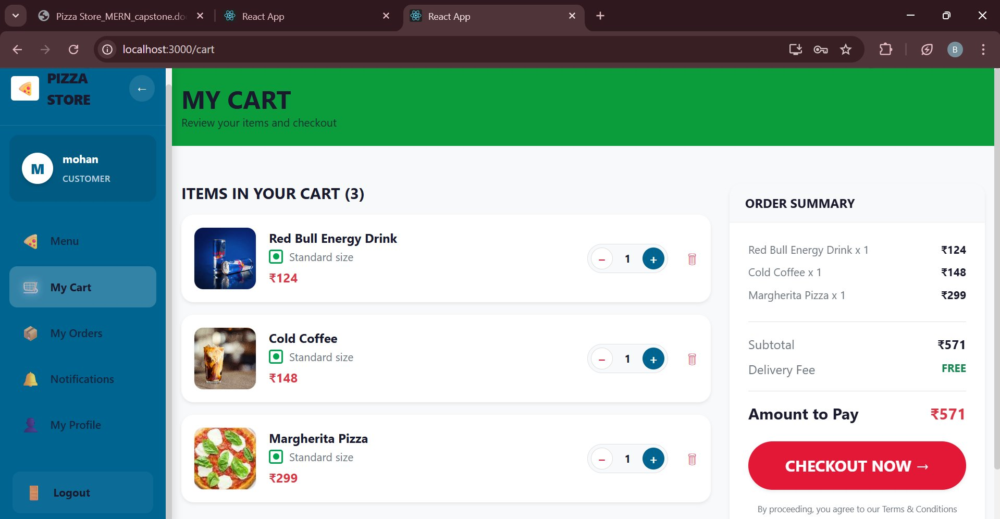 Pizza Store_MERN_capstone.do
React App
React App
localhost:3000/cart
B
PIZZA
STORE
←
M
mohan
CUSTOMER
Menu
My Cart
My Orders
Notifications
My Profile
Logout
MY CART
Review your items and checkout
ITEMS IN YOUR CART (3)
Red Bull Energy Drink
Standard size
₹124
− 1 +
Cold Coffee
Standard size
₹148
− 1 +
Margherita Pizza
Standard size
₹299
− 1 +
ORDER SUMMARY
Red Bull Energy Drink x 1 ₹124
Cold Coffee x 1 ₹148
Margherita Pizza x 1 ₹299
Subtotal ₹571
Delivery Fee FREE
Amount to Pay ₹571
CHECKOUT NOW →
By proceeding, you agree to our Terms & Conditions